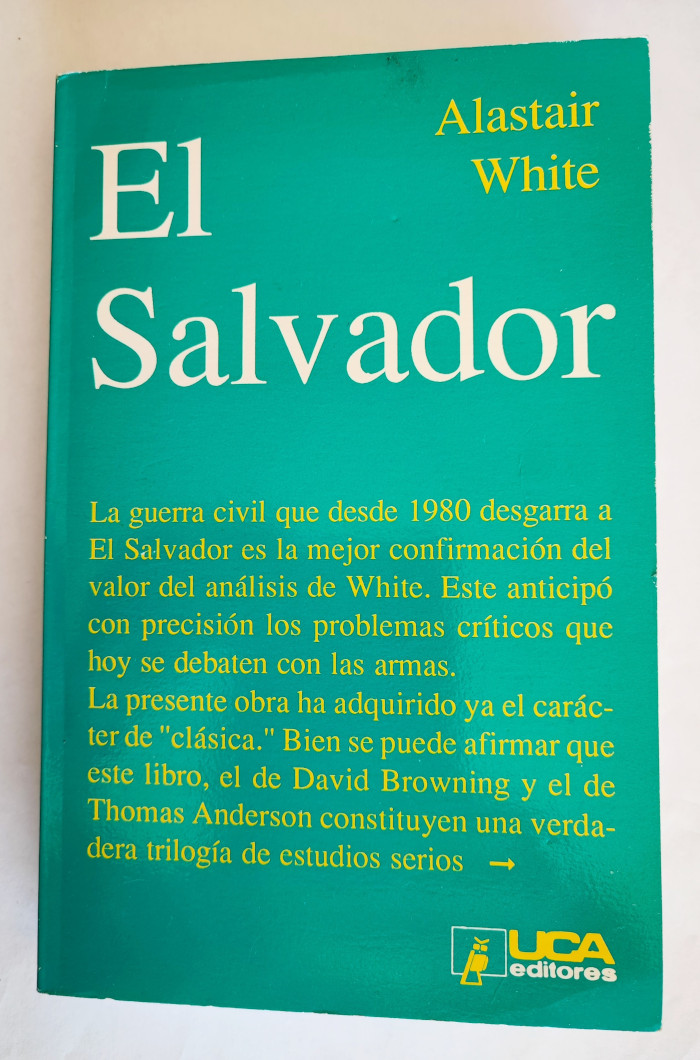 Alastair
White
El
Salvador
La guerra civil que desde 1980 desgarra a
El Salvador es la mejor confirmación del
valor del análisis de White. Este anticipó
con precisión los problemas críticos que
hoy se debaten con las armas.
La presente obra ha adquirido ya el carác-
ter de "clásica." Bien se puede afirmar que
este libro, el de David Browning y el de
Thomas Anderson constituyen una verda-
dera trilogía de estudios serios →
UCA
editores